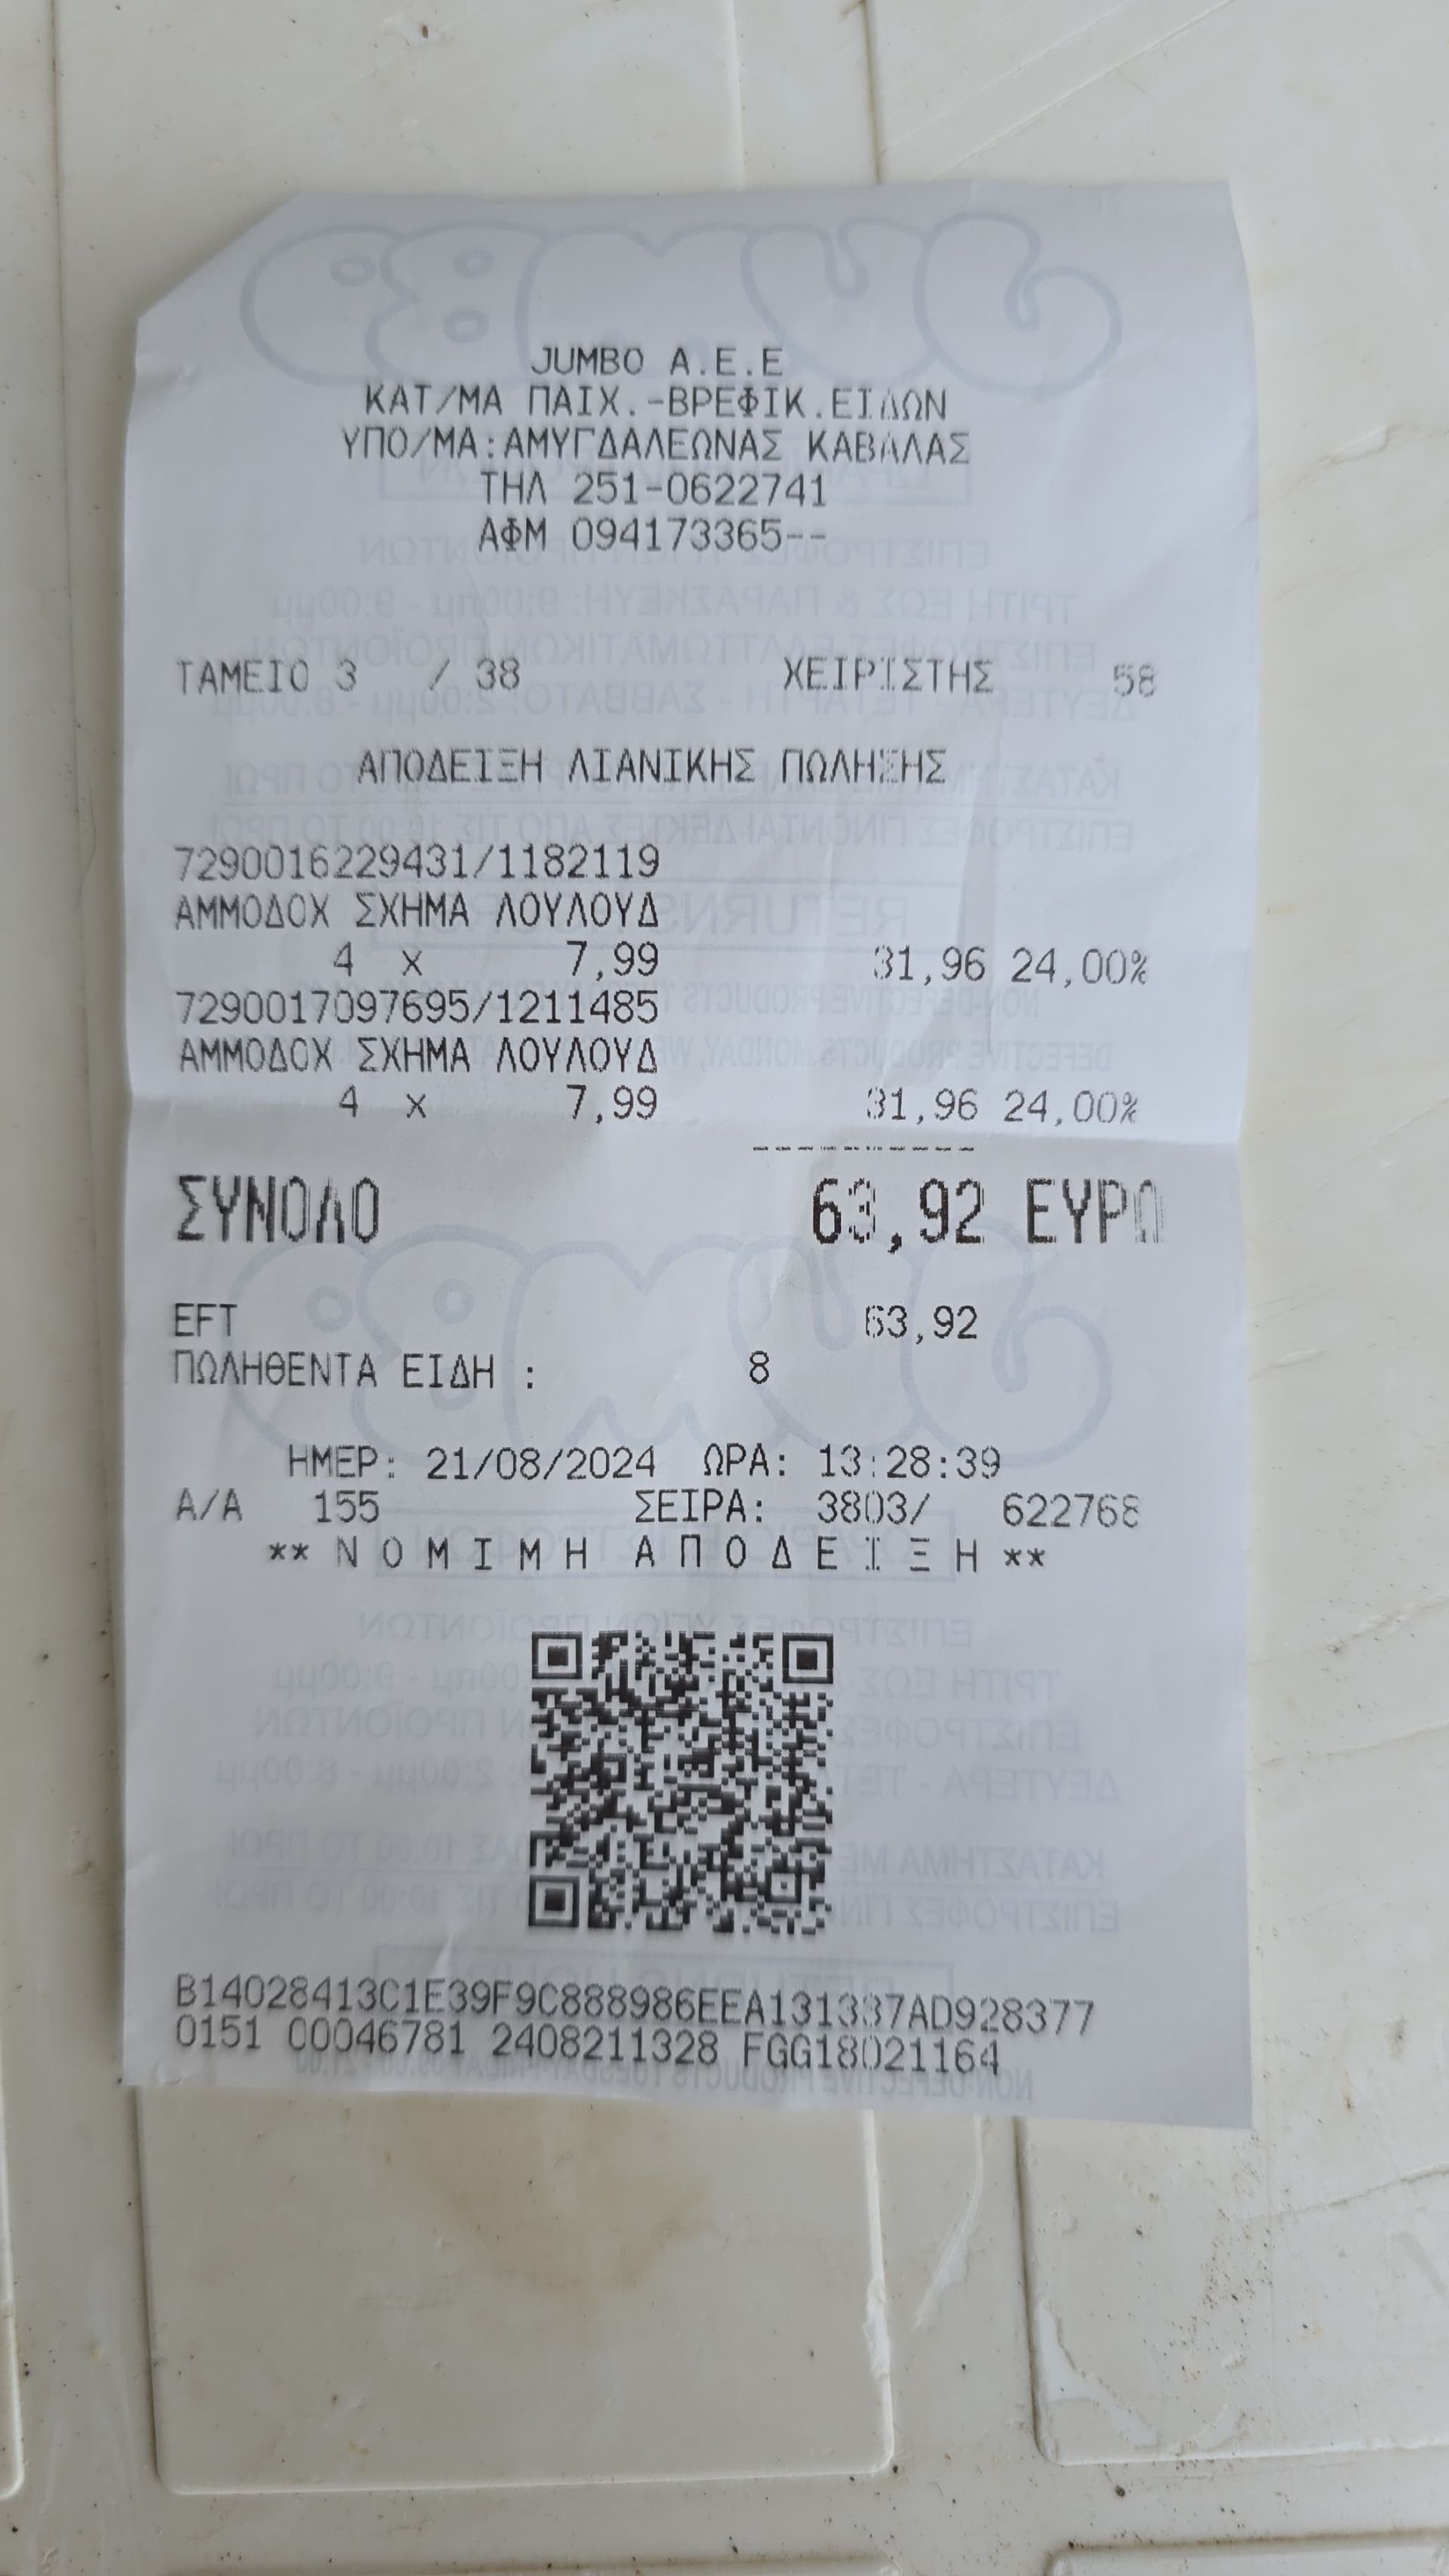 JUMBO Α.Ε.Ε
ΚΑΤ/ΜΑ ΠΑΙΧ.-ΒΡΕΦΙΚ.ΕΙΔΩΝ
ΥΠΟ/ΜΑ:ΑΜΥΓΔΑΛΕΩΝΑΣ ΚΑΒΑΛΑΣ
ΤΗΛ 251-0622741
ΑΦΜ 094173365--
ΤΑΜΕΙΟ 3 / 38 ΧΕΙΡΙΣΤΗΣ 58
ΑΠΟΔΕΙΞΗ ΛΙΑΝΙΚΗΣ ΠΩΛΗΣΗΣ
7290016229431/1182119
ΑΜΜΟΔΟΧ ΣΧΗΜΑ ΛΟΥΛΟΥΔ
4 x 7,99 31,96 24,00%
7290017097695/1211485
ΑΜΜΟΔΟΧ ΣΧΗΜΑ ΛΟΥΛΟΥΔ
4 x 7,99 31,96 24,00%
----------
ΣΥΝΟΛΟ 63,92 ΕΥΡΩ
EFT 63,92
ΠΩΛΗΘΕΝΤΑ ΕΙΔΗ : 8
ΗΜΕΡ: 21/08/2024 ΩΡΑ: 13:28:39
Α/Α 155 ΣΕΙΡΑ: 3803/ 622768
** Ν Ο Μ Ι Μ Η Α Π Ο Δ Ε Ι Ξ Η **
B14028413C1E39F9C888986EEA131337AD928377
0151 00046781 2408211328 FGG18021164